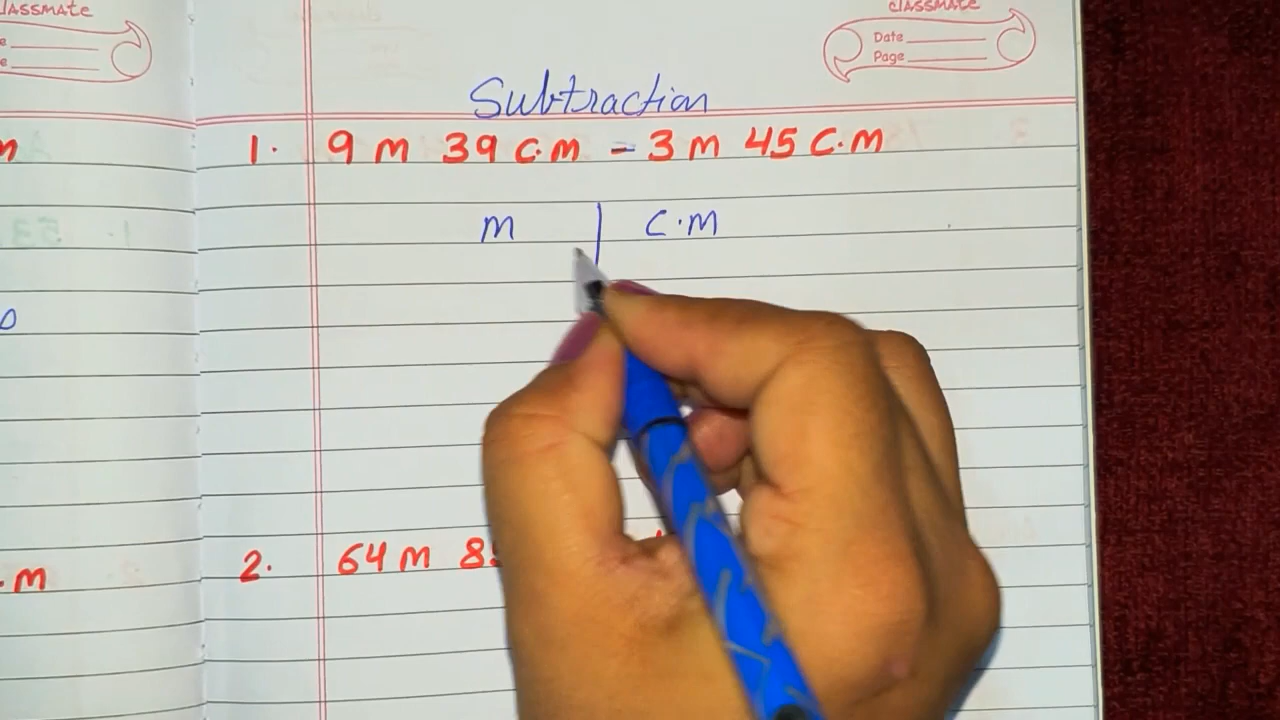 CLASSMATE
Date
Page
Subtraction
1. 9 m 39 c.m - 3 m 45 c.m
m | c.m
2. 64 m
. m